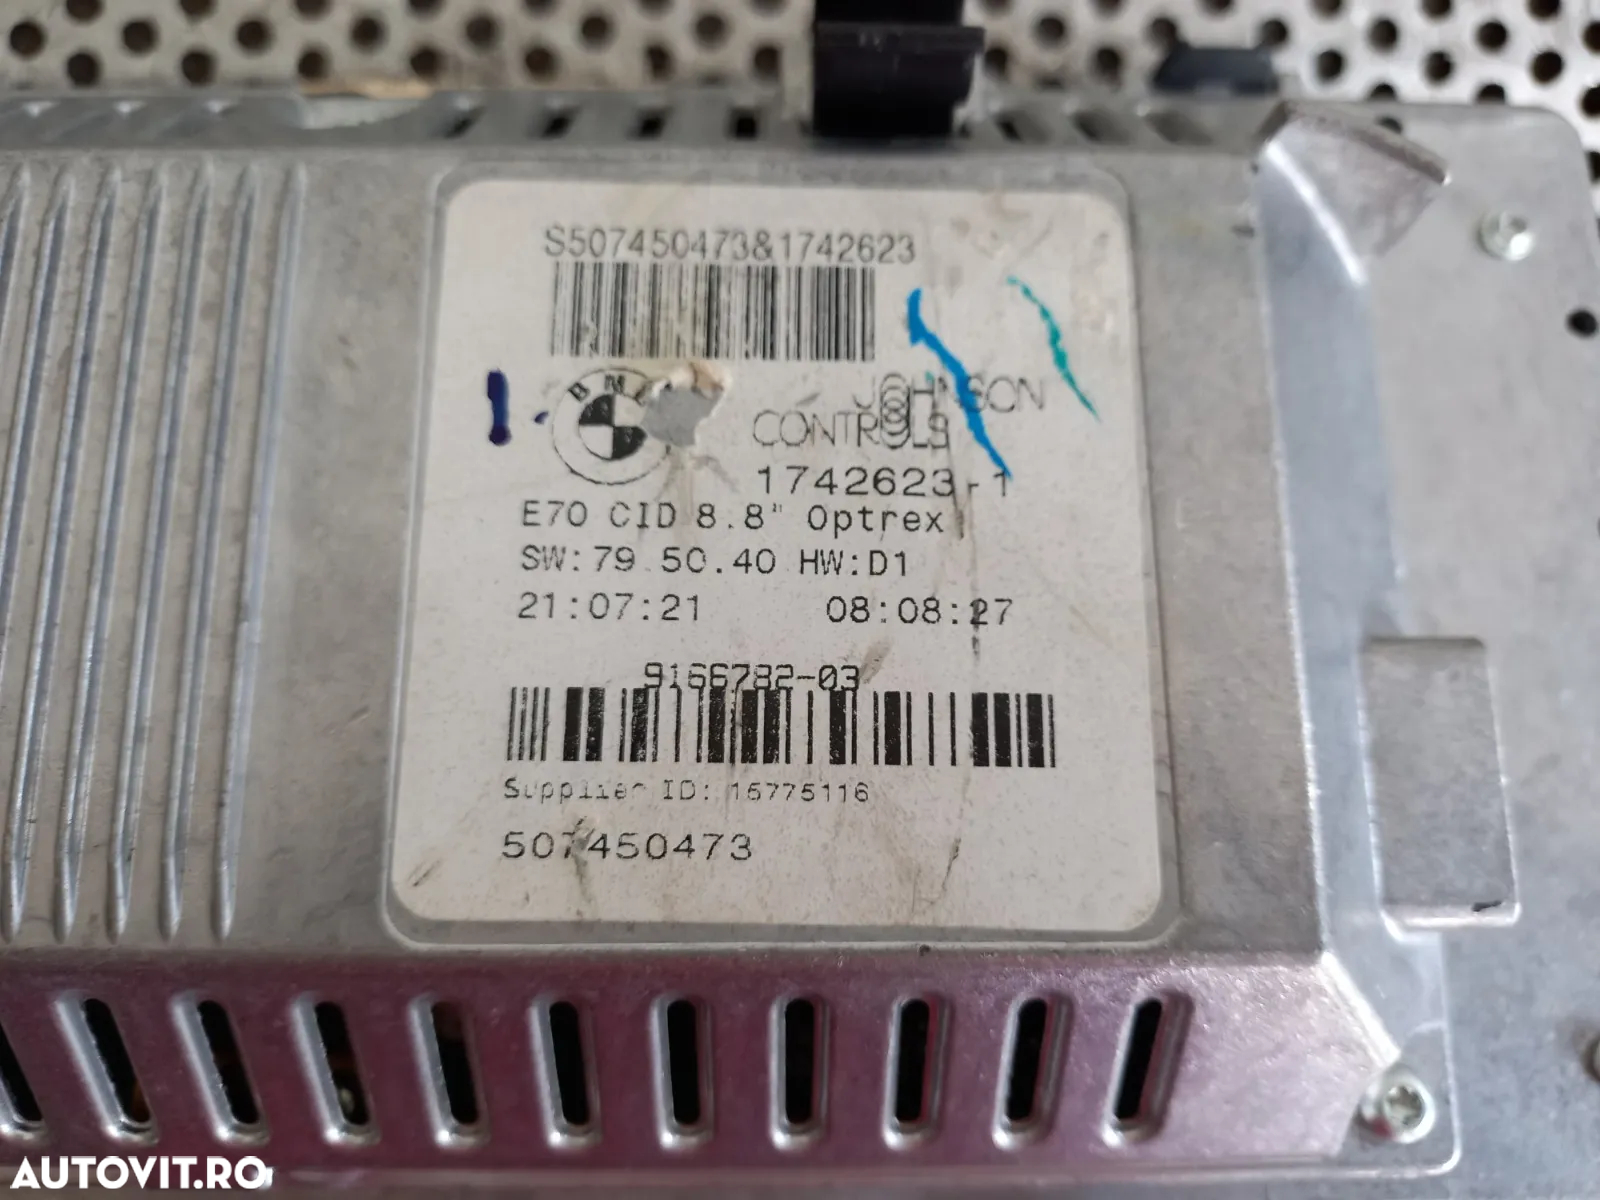 S507450473&1742623
BM
JOHNSON
CONTROLS
1742623-1
E70 CID 8.8" Optrex
SW:79.50.40 HW:D1
21:07:21 08:08:27
9166782-03
Supplier ID: 16775116
507450473
AUTOVIT.RO